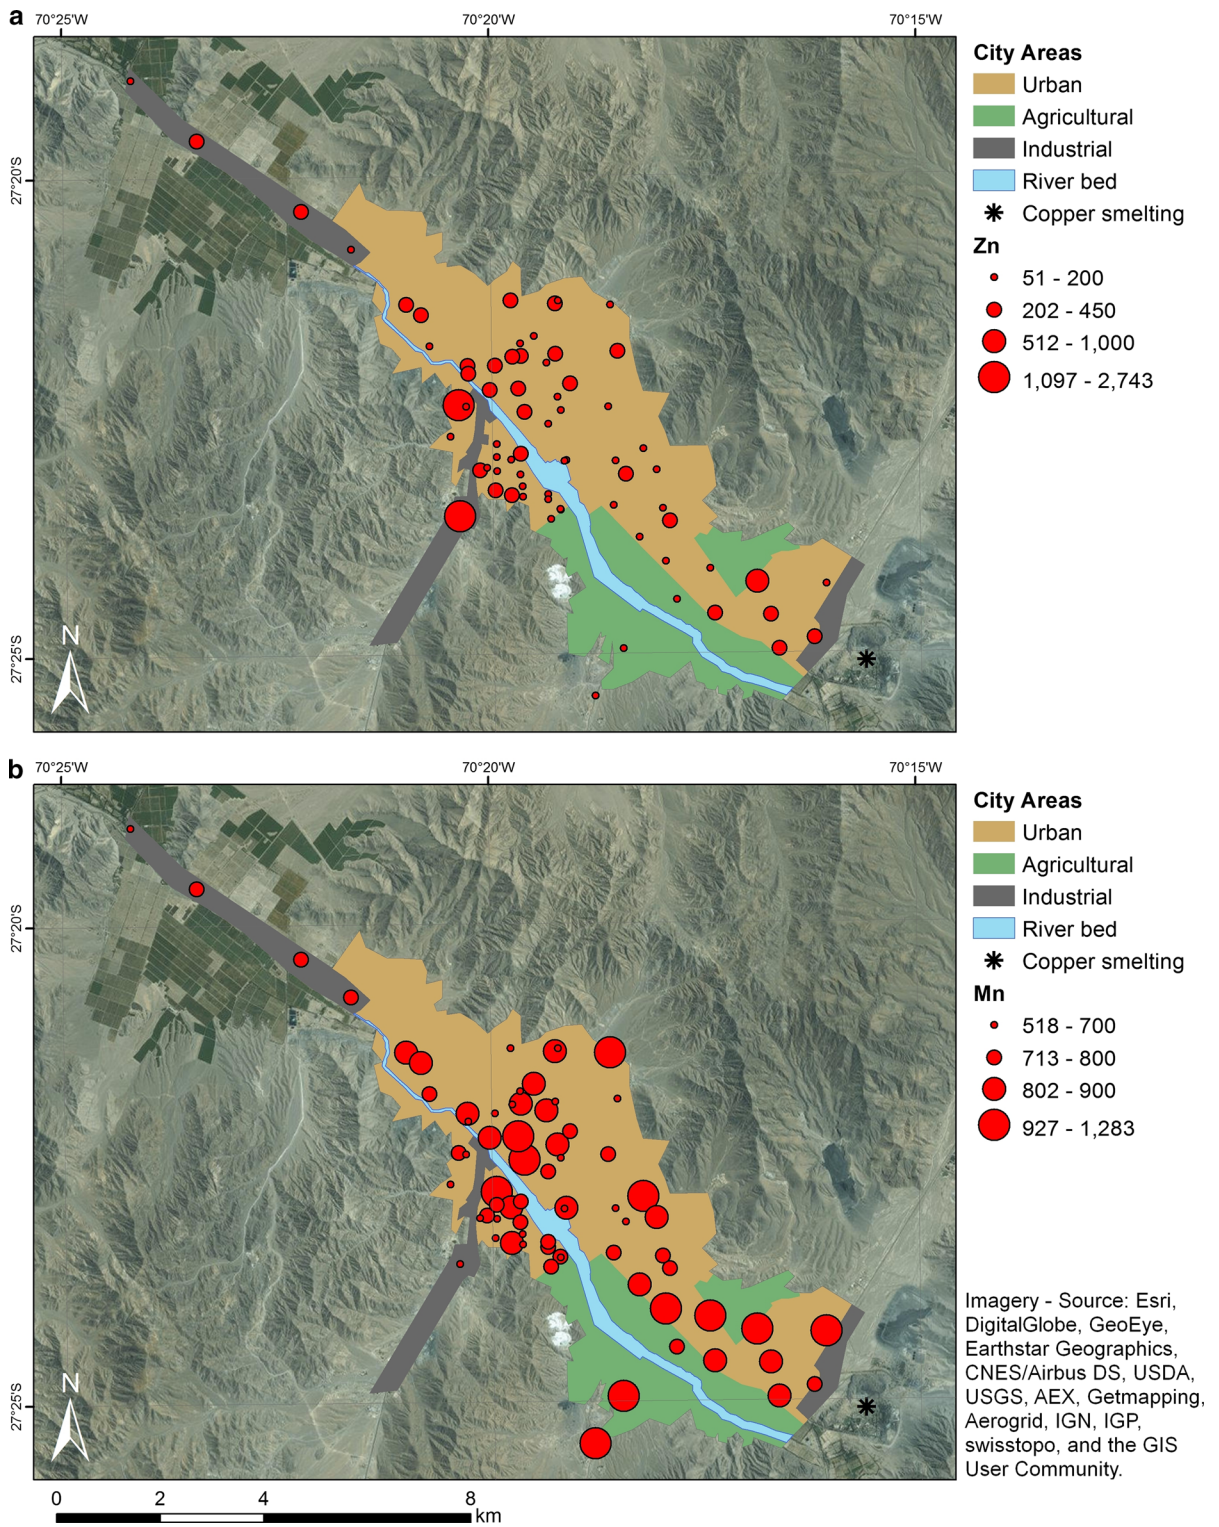 a
70°25'W 70°20'W 70°15'W
27°20'S
27°25'S
N
City Areas
Urban
Agricultural
Industrial
River bed
Copper smelting
Zn
51 - 200
202 - 450
512 - 1,000
1,097 - 2,743
b
70°25'W 70°20'W 70°15'W
27°20'S
27°25'S
N
City Areas
Urban
Agricultural
Industrial
River bed
Copper smelting
Mn
518 - 700
713 - 800
802 - 900
927 - 1,283
Imagery - Source: Esri,
DigitalGlobe, GeoEye,
Earthstar Geographics,
CNES/Airbus DS, USDA,
USGS, AEX, Getmapping,
Aerogrid, IGN, IGP,
swisstopo, and the GIS
User Community.
0 2 4 8
km